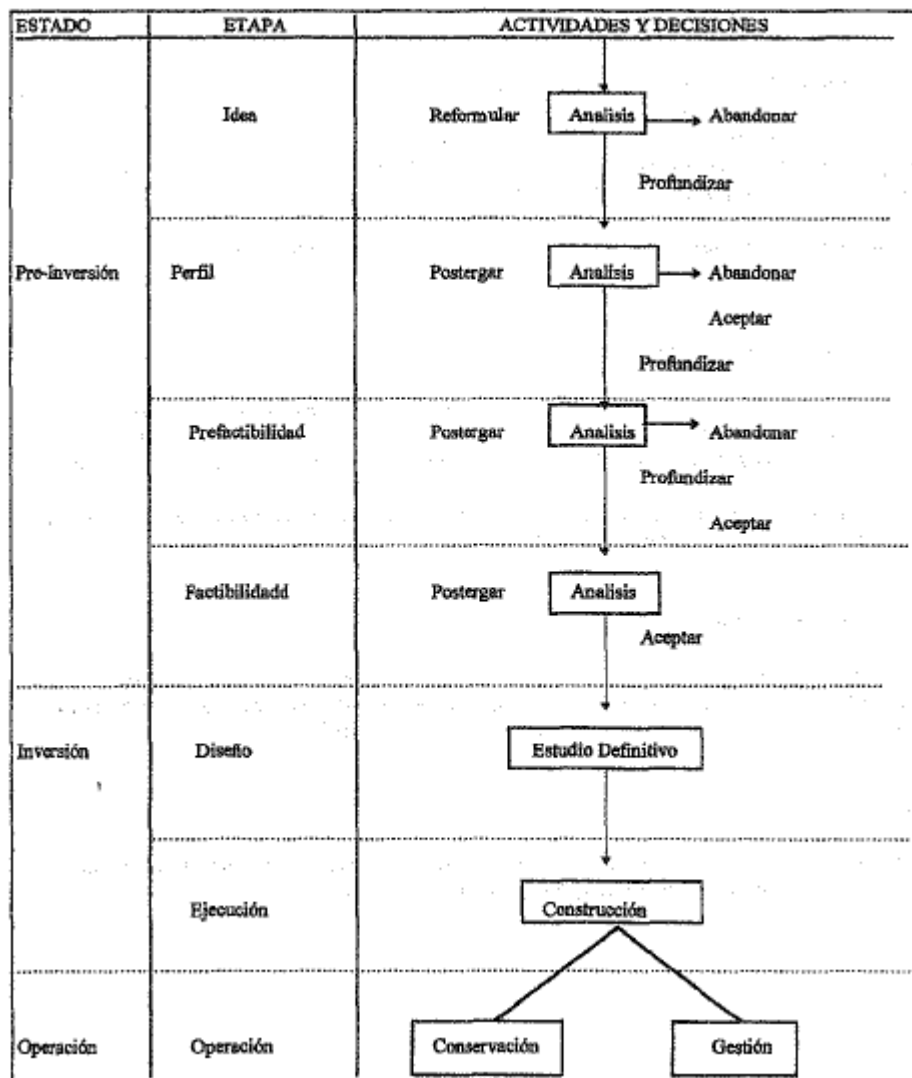 ESTADO ETAPA ACTIVIDADES Y DECISIONES
Idea Reformular Analisis Abandonar
Profundizar
Pre-Inversión Perfil Postergar Analisis Abandonar
Aceptar
Profundizar
Prefactibilidad Postergar Analisis Abandonar
Profundizar
Aceptar
Factibilidadd Postergar Analisis
Aceptar
Inversión Diseño Estudio Definitivo
Ejecución Construcción
Operación Operación Conservación Gestión